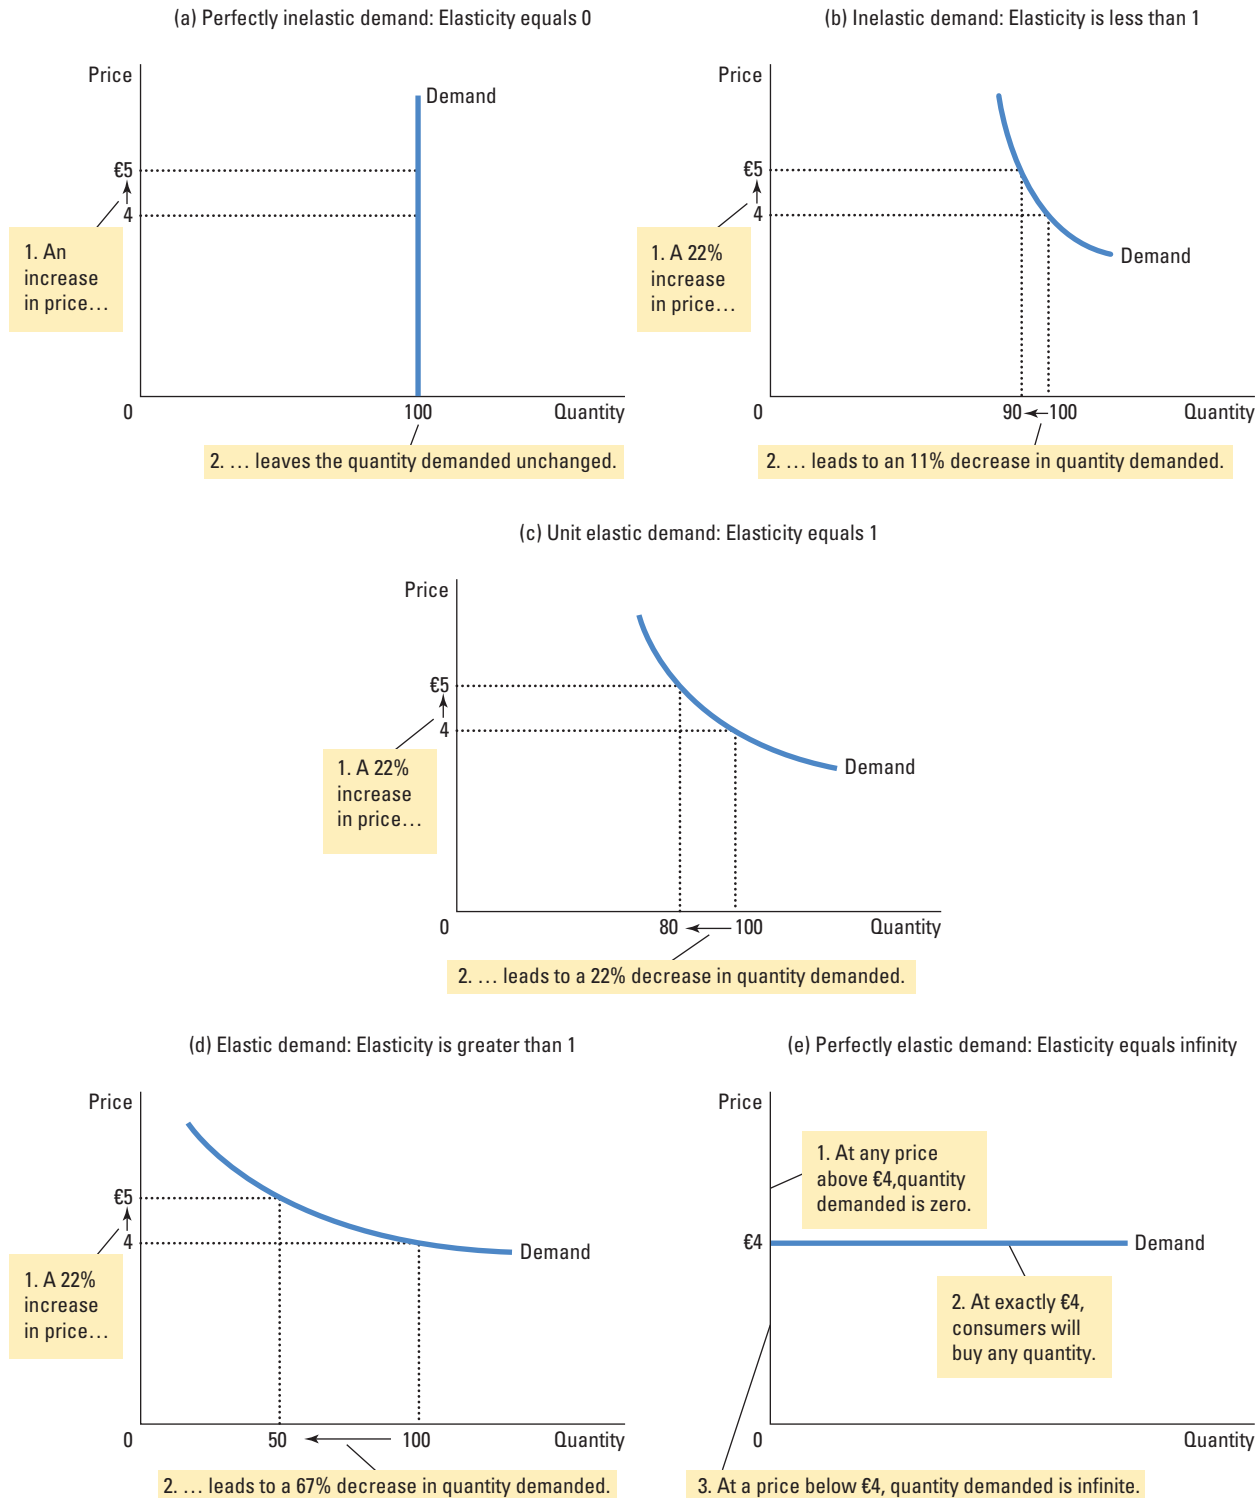 (a) Perfectly inelastic demand: Elasticity equals 0
Price
Demand
€5
4
1. An
increase
in price…
0
100
Quantity
2. … leaves the quantity demanded unchanged.
(b) Inelastic demand: Elasticity is less than 1
Price
€5
4
1. A 22%
increase
in price…
Demand
0
90
100
Quantity
2. … leads to an 11% decrease in quantity demanded.
(c) Unit elastic demand: Elasticity equals 1
Price
€5
4
1. A 22%
increase
in price…
Demand
0
80
100
Quantity
2. … leads to a 22% decrease in quantity demanded.
(d) Elastic demand: Elasticity is greater than 1
Price
€5
4
1. A 22%
increase
in price…
Demand
0
50
100
Quantity
2. … leads to a 67% decrease in quantity demanded.
(e) Perfectly elastic demand: Elasticity equals infinity
Price
1. At any price
above €4,quantity
demanded is zero.
€4
Demand
2. At exactly €4,
consumers will
buy any quantity.
0
Quantity
3. At a price below €4, quantity demanded is infinite.